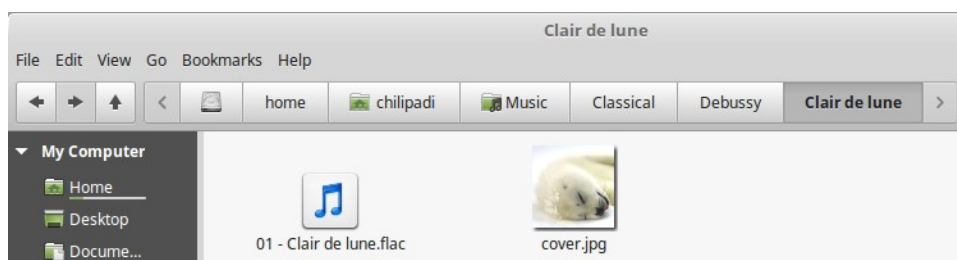 Clair de lune
File Edit View Go Bookmarks Help
home chilipadi Music Classical Debussy Clair de lune
My Computer
Home
Desktop
Docume...
01 - Clair de lune.flac cover.jpg